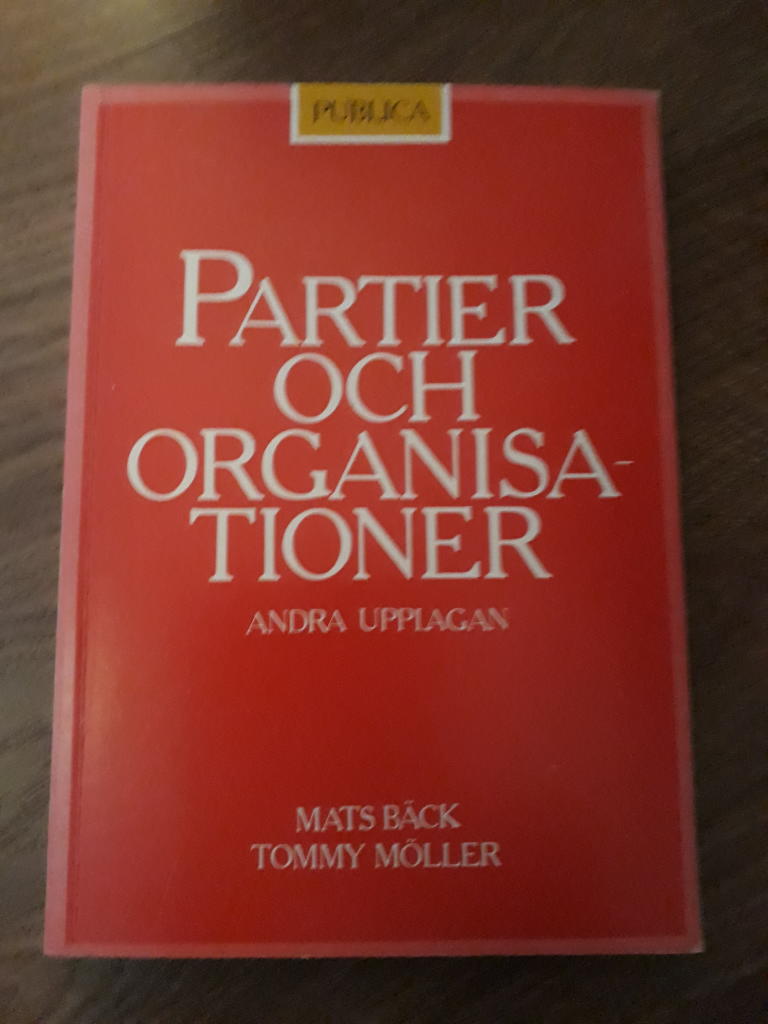 PUBLICA
PARTIER
OCH
ORGANISA-
TIONER
ANDRA UPPLAGAN
MATS BÄCK
TOMMY MÖLLER